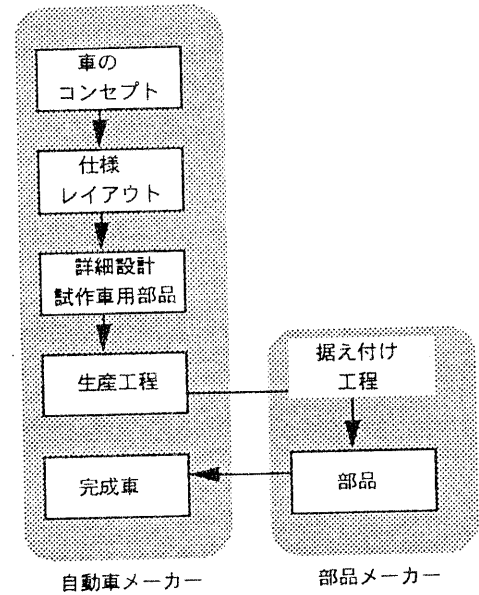 車の
コンセプト
仕様
レイアウト
詳細設計
試作車用部品
生産工程
据え付け
工程
完成車
部品
自動車メーカー
部品メーカー